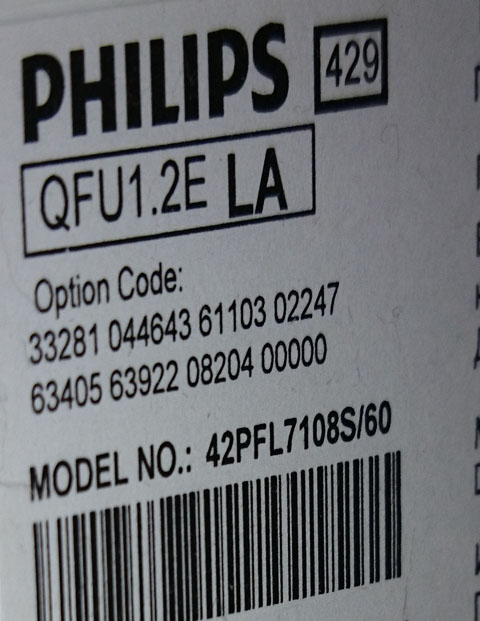 PHILIPS 429
QFU1.2E LA
Option Code:
33281 044643 61103 02247
63405 63922 08204 00000
MODEL NO.: 42PFL7108S/60